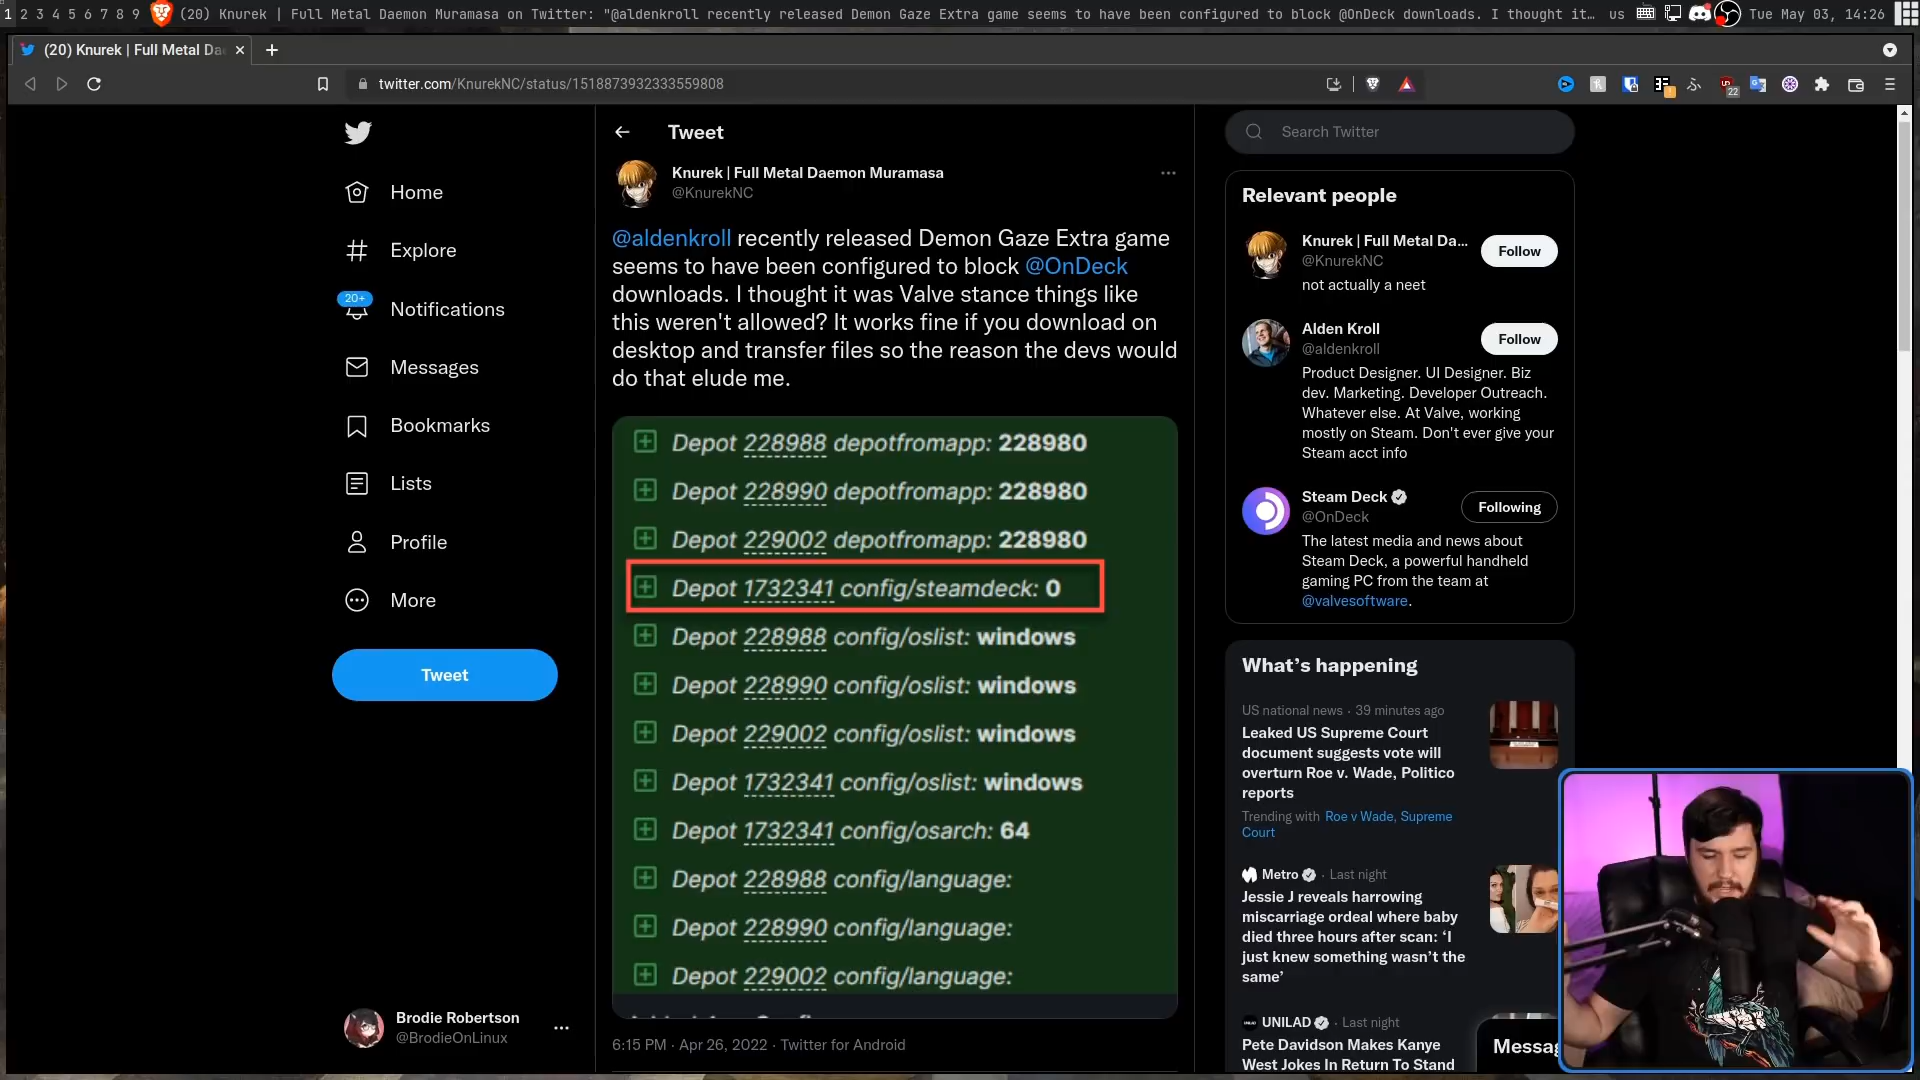 1 2 3 4 5 6 7 8 9 (20) Knurek | Full Metal Daemon Muramasa on Twitter: "@aldenkroll recently released Demon Gaze Extra game seems to have been configured to block @OnDeck downloads. I thought it… us Tue May 03, 14:26
(20) Knurek | Full Metal Da
twitter.com/KnurekNC/status/1518873932333559808
22
Home
Explore
20+
Notifications
Messages
Bookmarks
Lists
Profile
More
Tweet
Brodie Robertson
@BrodieOnLinux
Tweet
Knurek | Full Metal Daemon Muramasa
@KnurekNC
@aldenkroll recently released Demon Gaze Extra game
seems to have been configured to block @OnDeck
downloads. I thought it was Valve stance things like
this weren't allowed? It works fine if you download on
desktop and transfer files so the reason the devs would
do that elude me.
Depot 228988 depotfromapp: 228980
Depot 228990 depotfromapp: 228980
Depot 229002 depotfromapp: 228980
Depot 1732341 config/steamdeck: 0
Depot 228988 config/oslist: windows
Depot 228990 config/oslist: windows
Depot 229002 config/oslist: windows
Depot 1732341 config/oslist: windows
Depot 1732341 config/osarch: 64
Depot 228988 config/language:
Depot 228990 config/language:
Depot 229002 config/language:
6:15 PM · Apr 26, 2022 · Twitter for Android
Search Twitter
Relevant people
Knurek | Full Metal Da...
@KnurekNC
Follow
not actually a neet
Alden Kroll
@aldenkroll
Follow
Product Designer. UI Designer. Biz
dev. Marketing. Developer Outreach.
Whatever else. At Valve, working
mostly on Steam. Don't ever give your
Steam acct info
Steam Deck
@OnDeck
Following
The latest media and news about
Steam Deck, a powerful handheld
gaming PC from the team at
@valvesoftware.
What's happening
US national news · 39 minutes ago
Leaked US Supreme Court
document suggests vote will
overturn Roe v. Wade, Politico
reports
Trending with Roe v Wade, Supreme
Court
Metro · Last night
Jessie J reveals harrowing
miscarriage ordeal where baby
died three hours after scan: 'I
just knew something wasn't the
same'
UNILAD · Last night
Pete Davidson Makes Kanye
West Jokes In Return To Stand
Messag